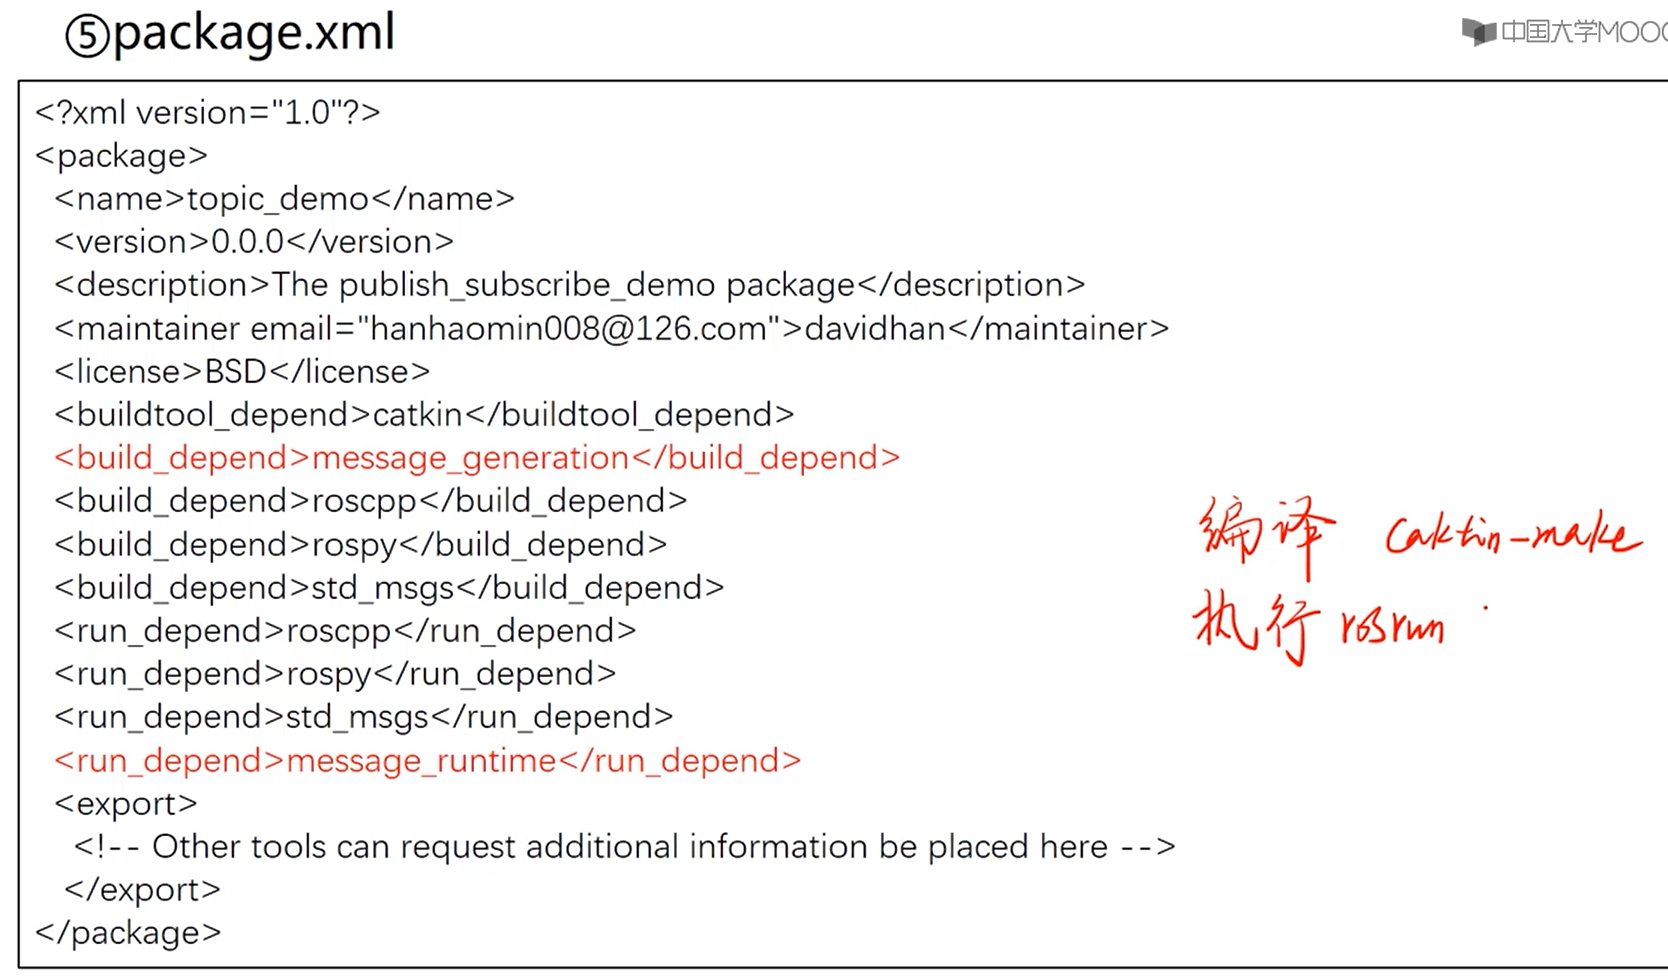 ⑤package.xml
中国大学MOOC
<?xml version="1.0"?>
<package>
<name>topic_demo</name>
<version>0.0.0</version>
<description>The publish_subscribe_demo package</description>
<maintainer email="hanhaomin008@126.com">davidhan</maintainer>
<license>BSD</license>
<buildtool_depend>catkin</buildtool_depend>
<build_depend>message_generation</build_depend>
<build_depend>roscpp</build_depend>
<build_depend>rospy</build_depend>
编译 caktin-make
<build_depend>std_msgs</build_depend>
<run_depend>roscpp</run_depend>
执行 rosrun
<run_depend>rospy</run_depend>
<run_depend>std_msgs</run_depend>
<run_depend>message_runtime</run_depend>
<export>
<!-- Other tools can request additional information be placed here -->
</export>
</package>